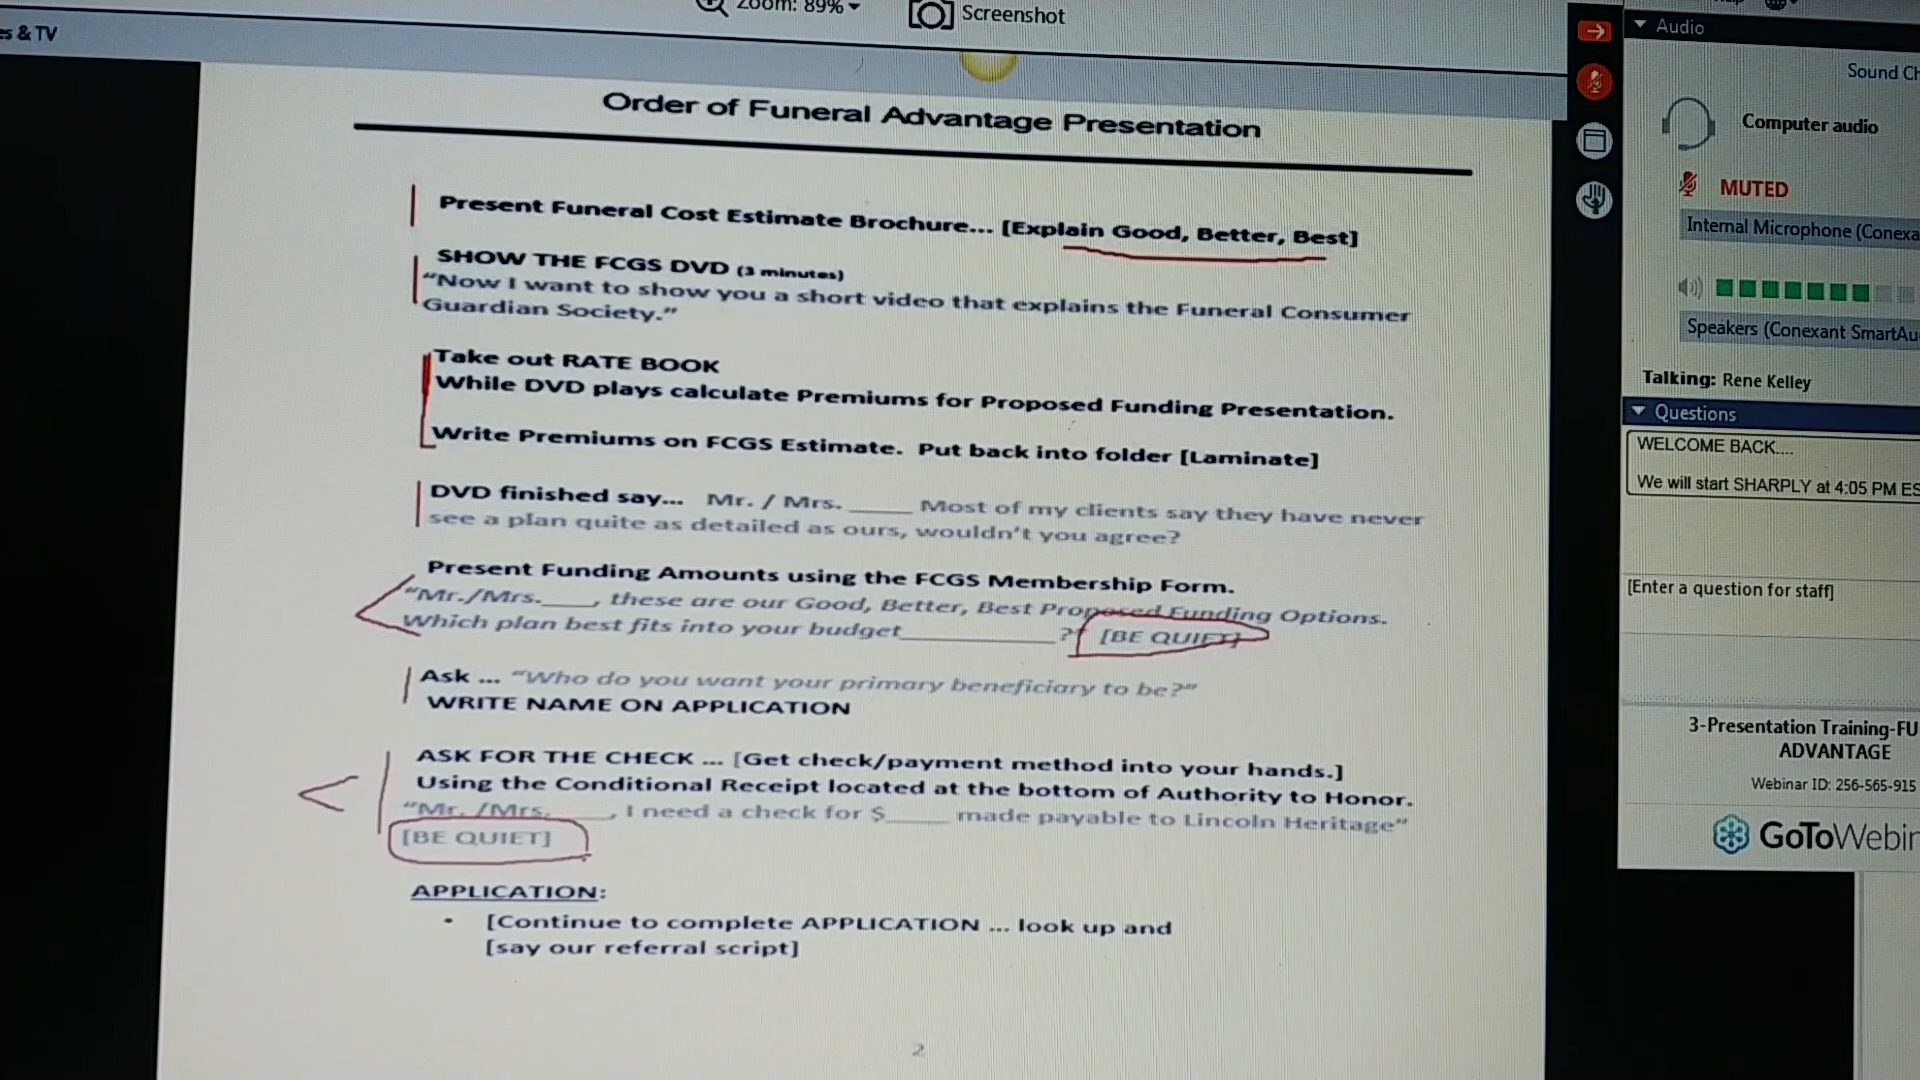 Zoom: 89%
Screenshot
es & TV
Order of Funeral Advantage Presentation
Present Funeral Cost Estimate Brochure... [Explain Good, Better, Best]
SHOW THE FCGS DVD (3 minutes)
“Now I want to show you a short video that explains the Funeral Consumer
Guardian Society.”
Take out RATE BOOK
While DVD plays calculate Premiums for Proposed Funding Presentation.
Write Premiums on FCGS Estimate. Put back into folder [Laminate]
DVD finished say... Mr. / Mrs. _____ Most of my clients say they have never
see a plan quite as detailed as ours, wouldn’t you agree?
Present Funding Amounts using the FCGS Membership Form.
“Mr./Mrs.____, these are our Good, Better, Best Proposed Funding Options.
Which plan best fits into your budget____________?” [BE QUIET]
Ask ... “Who do you want your primary beneficiary to be?”
WRITE NAME ON APPLICATION
ASK FOR THE CHECK ... [Get check/payment method into your hands.]
Using the Conditional Receipt located at the bottom of Authority to Honor.
“Mr. /Mrs. _____, I need a check for $_____ made payable to Lincoln Heritage”
[BE QUIET]
APPLICATION:
• [Continue to complete APPLICATION ... look up and
[say our referral script]
2
Audio
Sound Ch
Computer audio
MUTED
Internal Microphone (Conexa
Speakers (Conexant SmartAu
Talking: Rene Kelley
Questions
WELCOME BACK....
We will start SHARPLY at 4:05 PM ES
[Enter a question for staff]
3-Presentation Training-FU
ADVANTAGE
Webinar ID: 256-565-915
GoToWebin